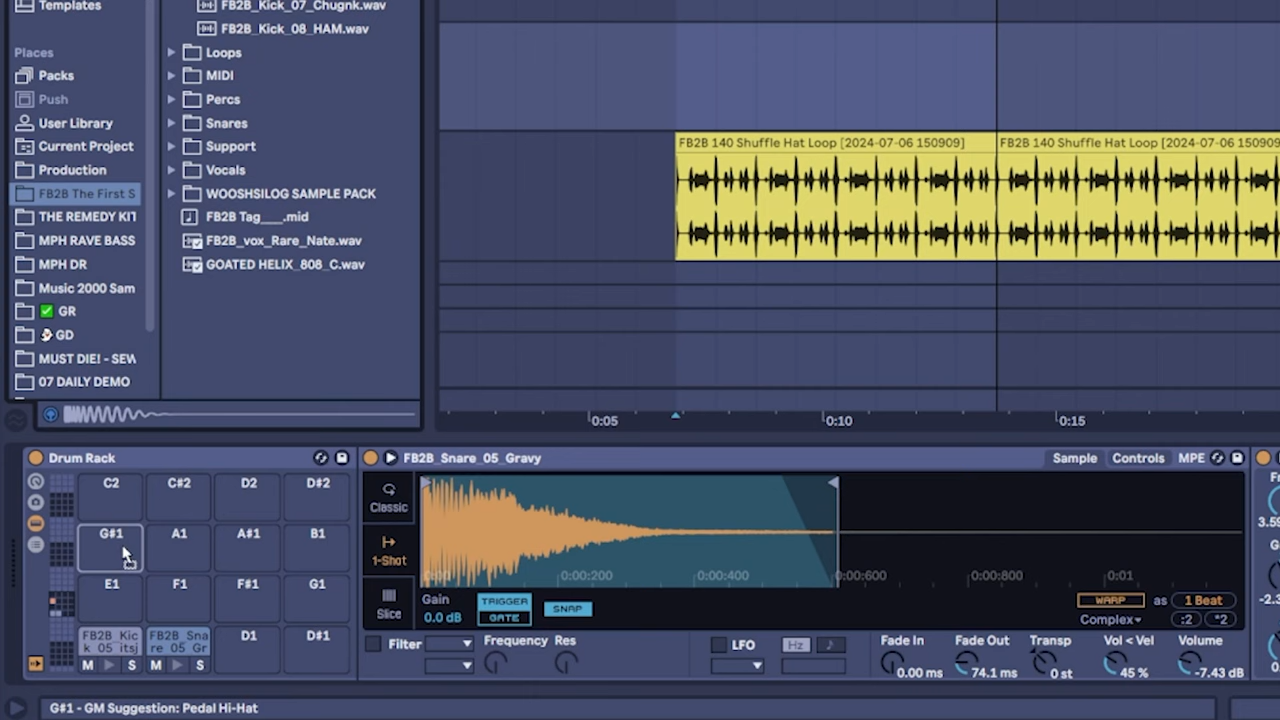 Templates
Places
Packs
Push
User Library
Current Project
Production
FB2B The First S
THE REMEDY KIT
MPH RAVE BASS
MPH DR
Music 2000 Sam
GR
GD
MUST DIE! - SEW
07 DAILY DEMO
FB2B_Kick_07_Chugnk.wav
FB2B_Kick_08_HAM.wav
Loops
MIDI
Percs
Snares
Support
Vocals
WOOSHSILOG SAMPLE PACK
FB2B Tag___.mid
FB2B_vox_Rare_Nate.wav
GOATED HELIX_808_C.wav
FB2B 140 Shuffle Hat Loop [2024-07-06 150909]
FB2B 140 Shuffle Hat Loop [2024-07-06 150909
0:05
0:10
0:15
Drum Rack
C2
C#2
D2
D#2
G#1
A1
A#1
B1
E1
F1
F#1
G1
FB2B_Kic
k_05_itsj
FB2B_Sna
re_05_Gr
D1
D#1
M
S
M
S
FB2B_Snare_05_Gravy
Sample
Controls
MPE
Classic
1-Shot
Slice
0:00:200
0:00:400
0:00:600
0:00:800
0:01
Gain
0.0 dB
TRIGGER
GATE
SNAP
WARP
as
1 Beat
Complex
:2
*2
Filter
Frequency
Res
LFO
Hz
Fade In
0.00 ms
Fade Out
74.1 ms
Transp
0 st
Vol < Vel
45 %
Volume
-7.43 dB
G#1 - GM Suggestion: Pedal Hi-Hat